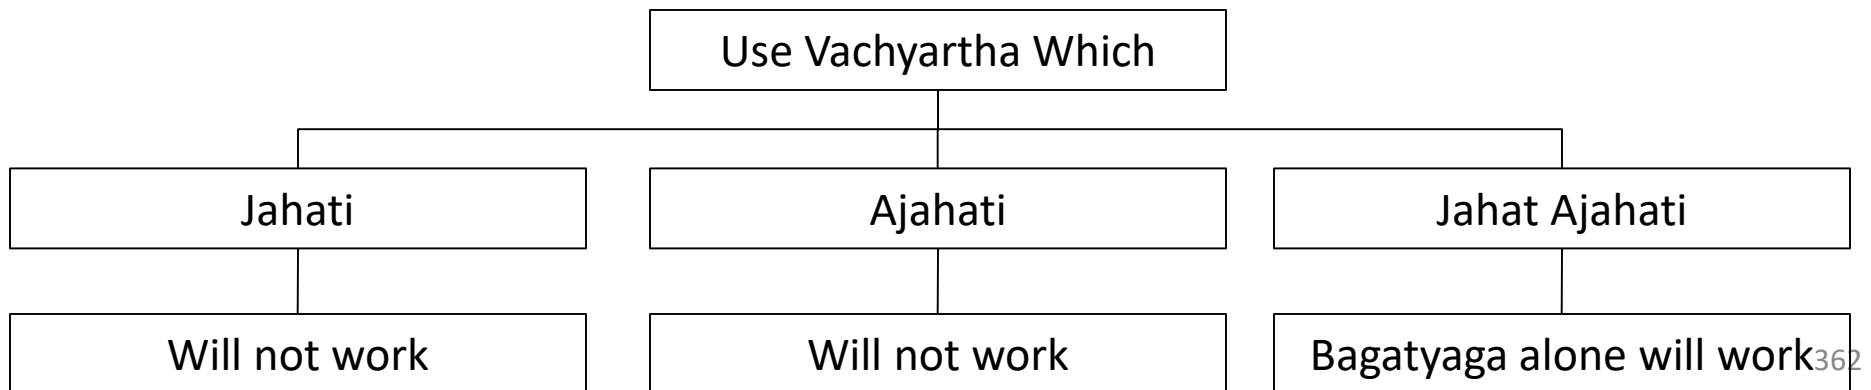 Use Vachyartha Which
Jahati
Ajahati
Jahat Ajahati
Will not work
Will not work
Bagatyaga alone will work
362